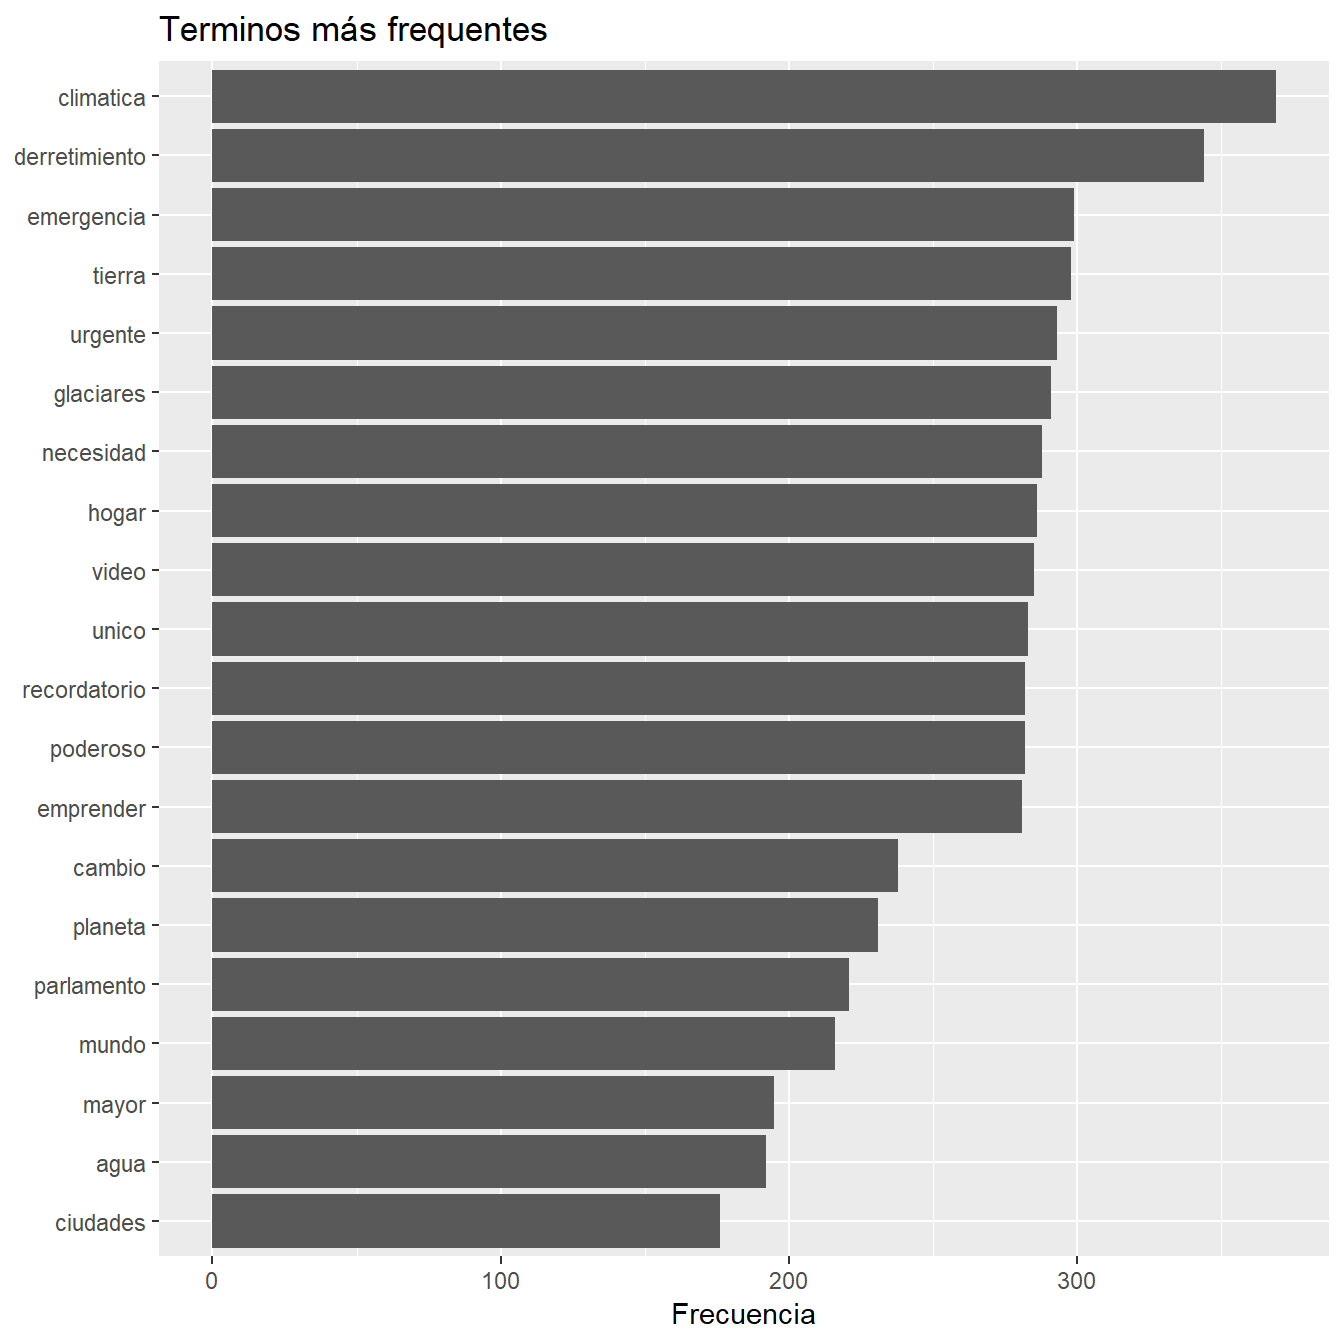 Terminos más frequentes
climatica
derretimiento
emergencia
tierra
urgente
glaciares
necesidad
hogar
video
unico
recordatorio
poderoso
emprender
cambio
planeta
parlamento
mundo
mayor
agua
ciudades
0 100 200 300
Frecuencia